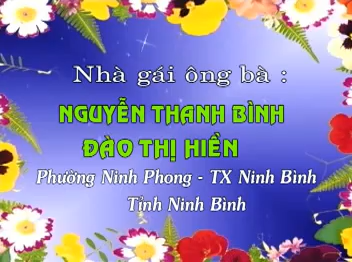 Nhà gái ông bà :
NGUYỄN THANH BÌNH
ĐÀO THỊ HIỀN
Phường Ninh Phong - TX Ninh Bình
Tỉnh Ninh Bình